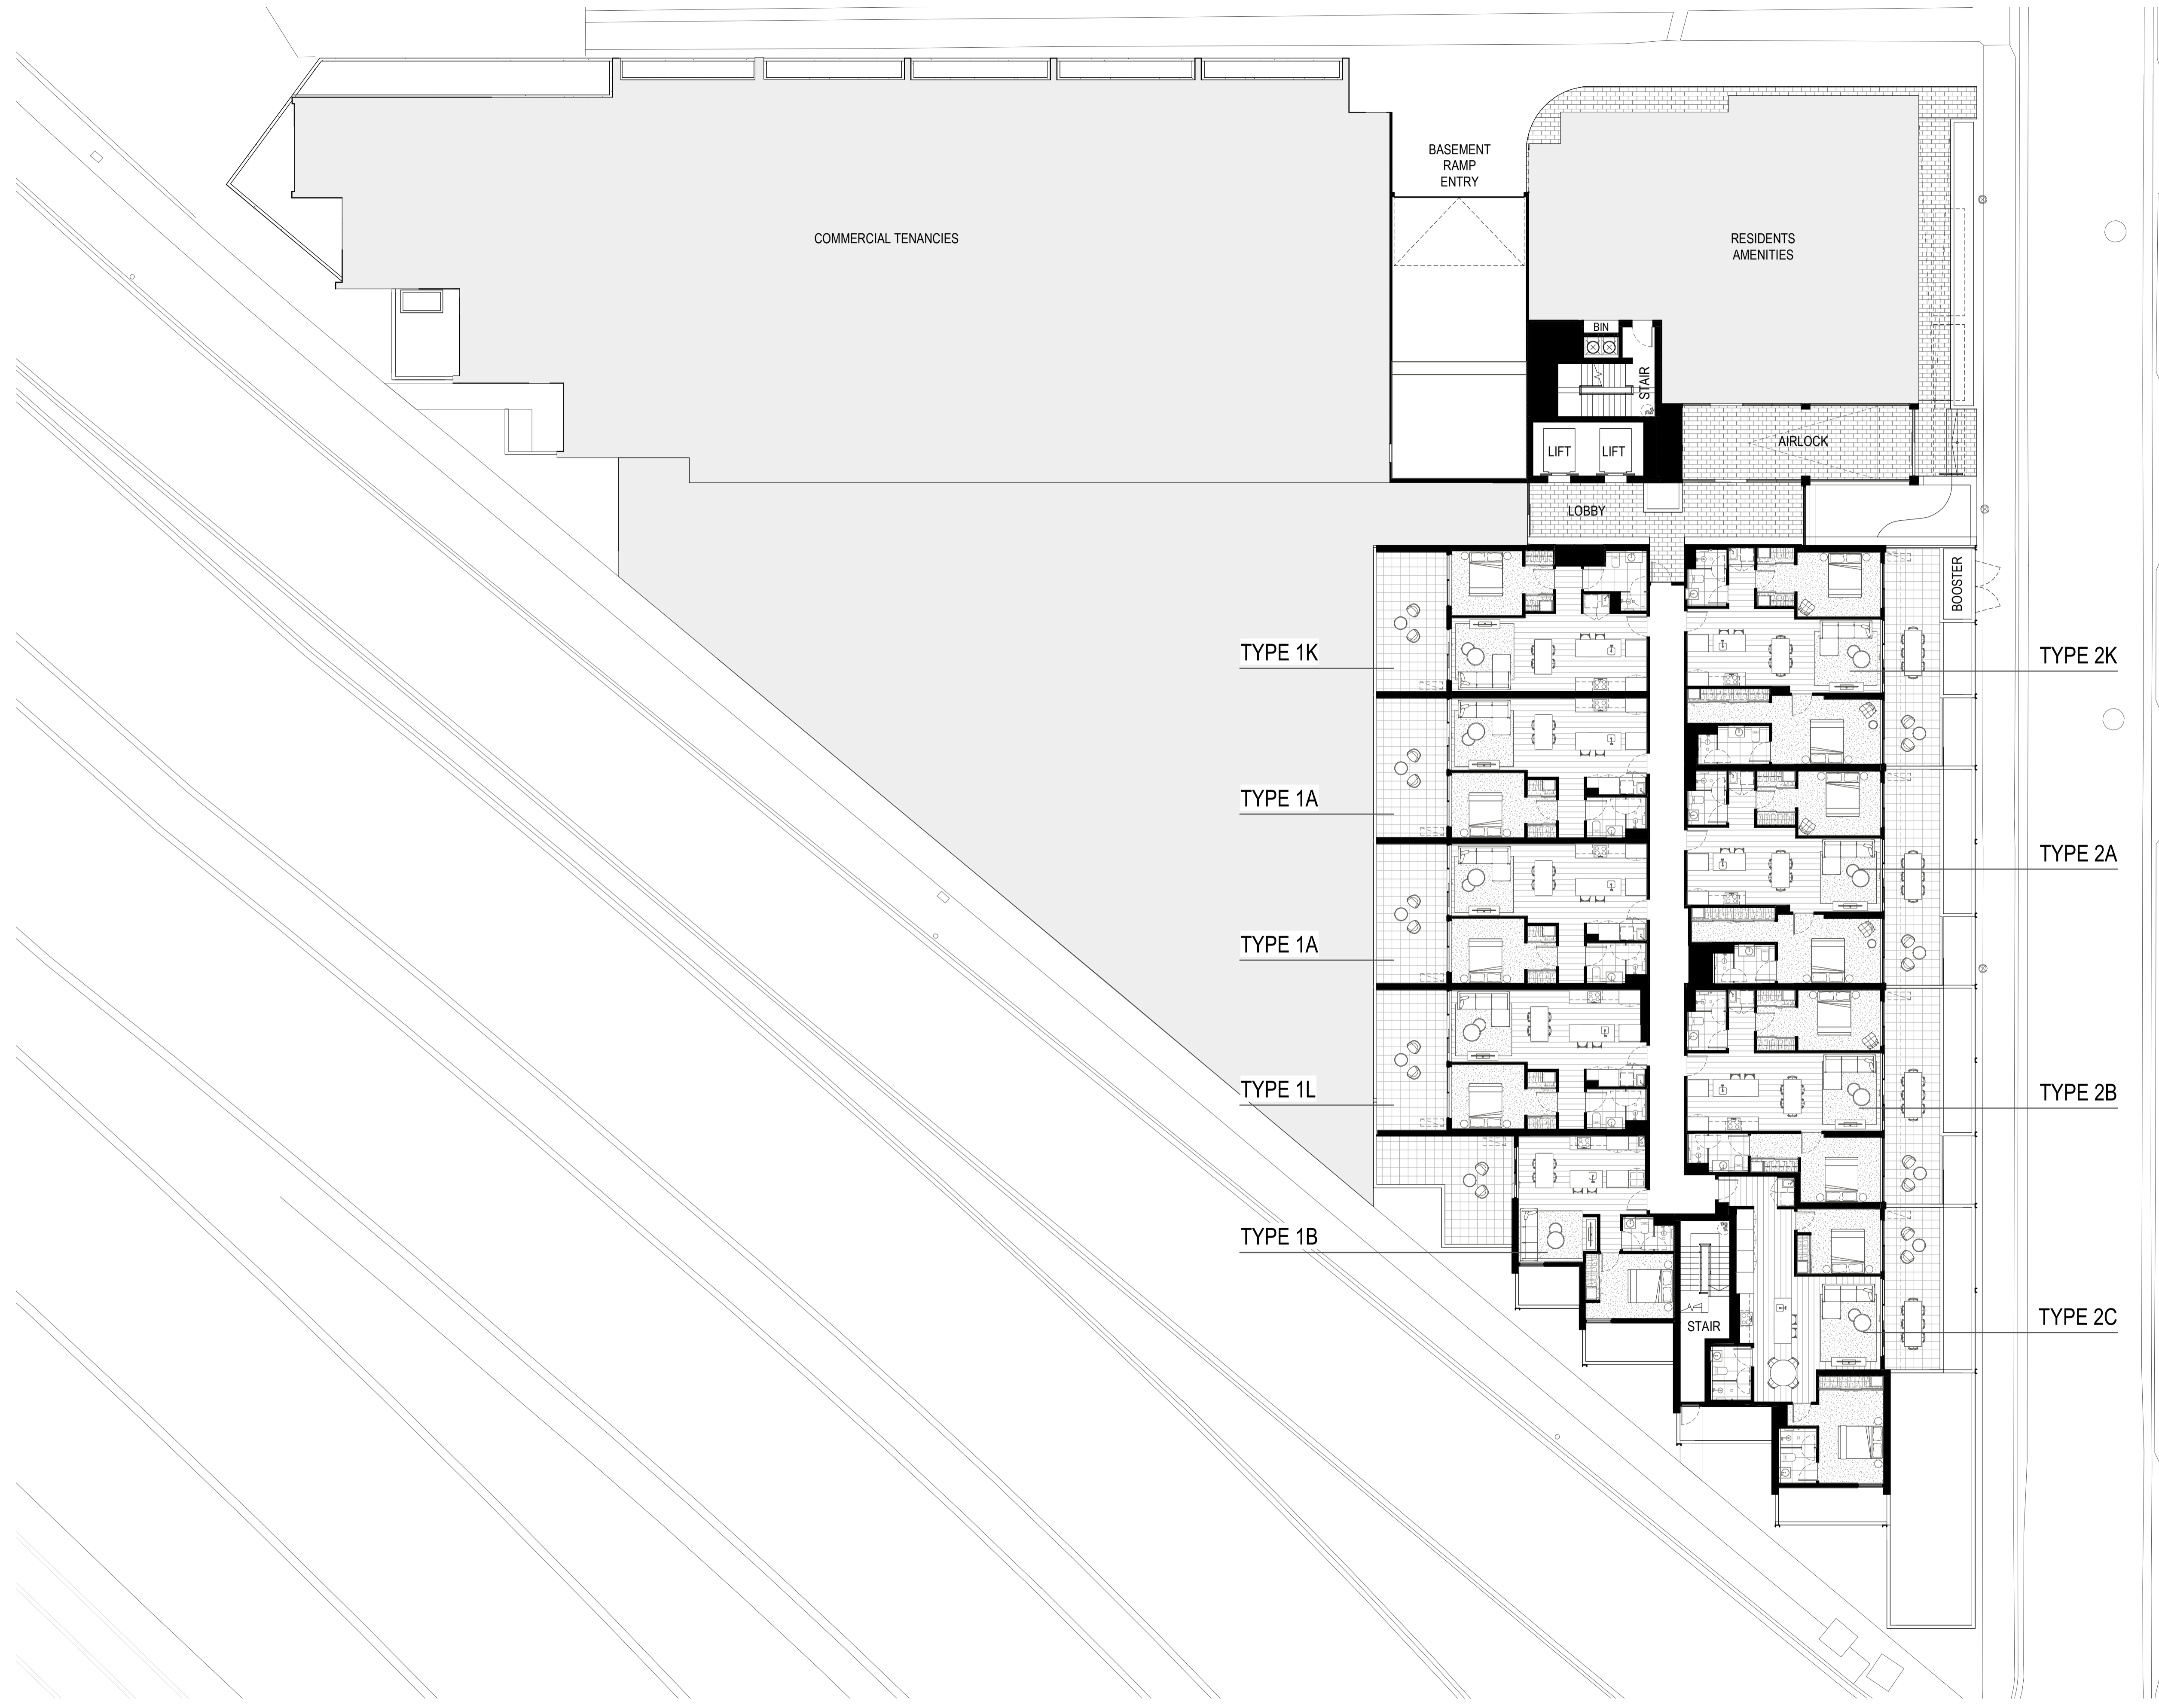 BASEMENT
RAMP
ENTRY
COMMERCIAL TENANCIES
RESIDENTS
AMENITIES
BIN
STAIR
AIRLOCK
LIFT
LIFT
LOBBY
BOOSTER
TYPE 1K
TYPE 2K
TYPE 1A
TYPE 2A
TYPE 1A
TYPE 1L
TYPE 2B
TYPE 1B
TYPE 2C
STAIR